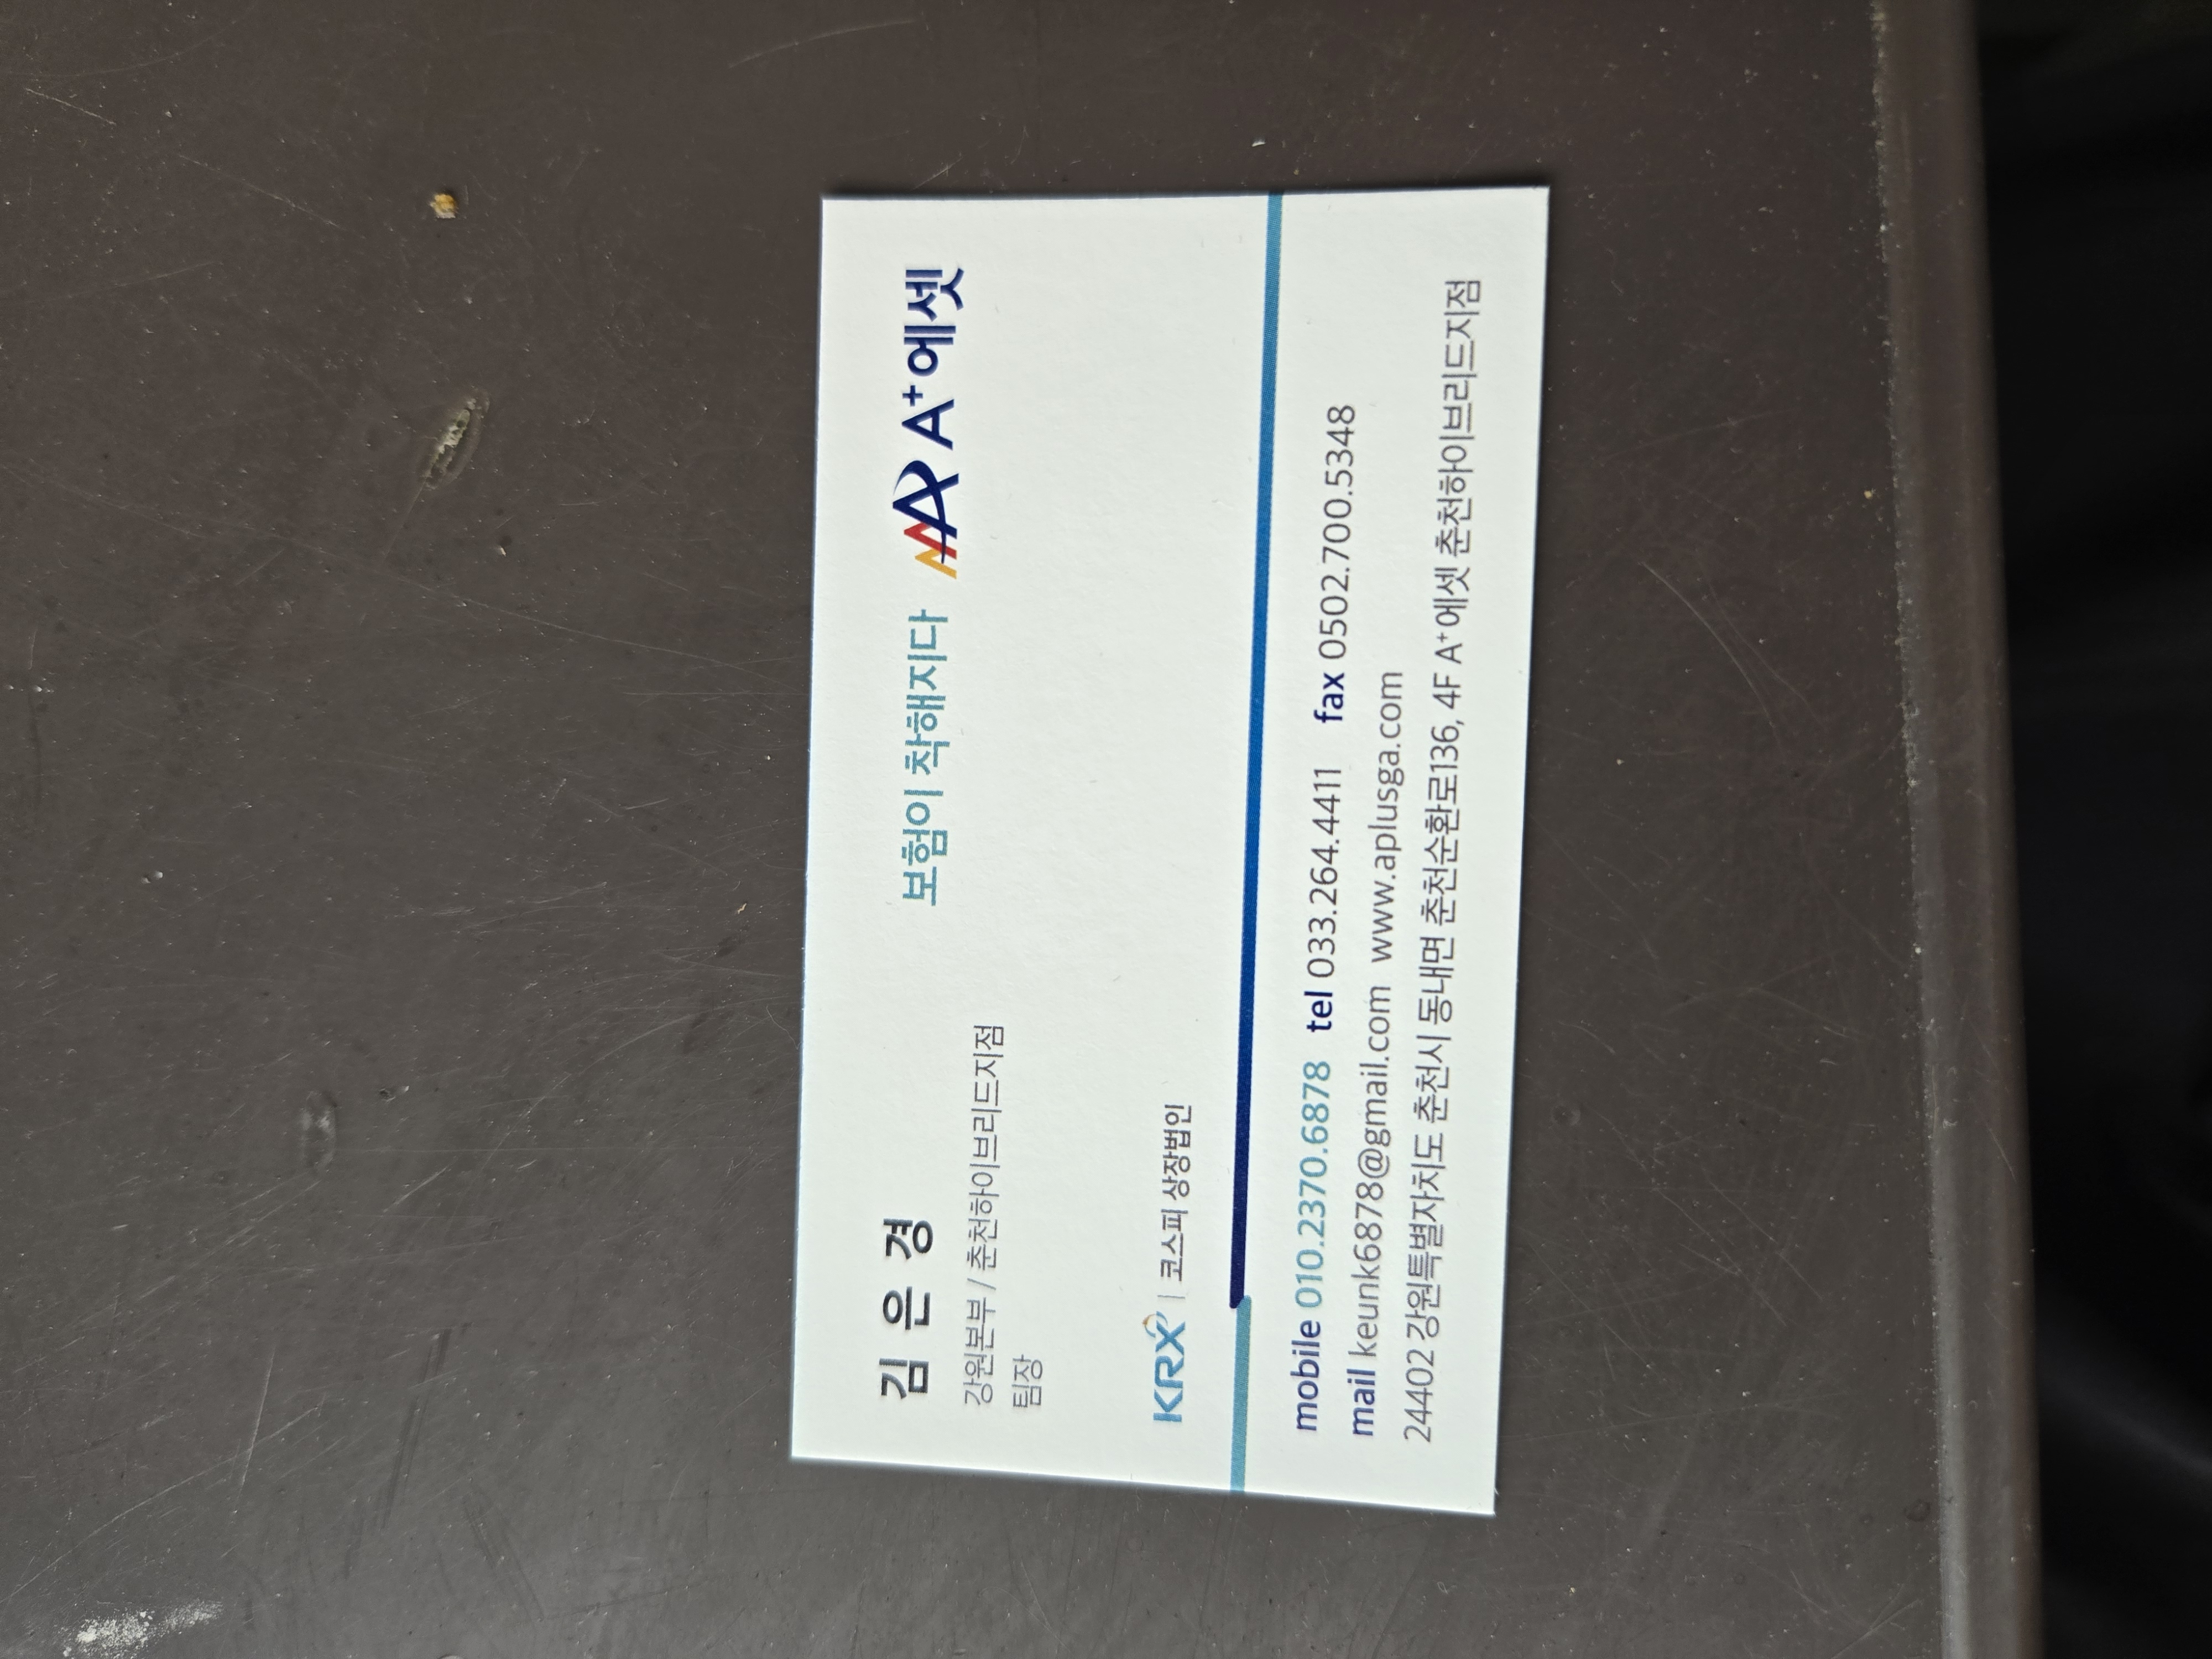 김은경
강원본부 / 춘천하이브리드지점
팀장
보험이 착해지다 A+에셋
KRX | 코스피 상장법인
mobile 010.2370.6878 tel 033.264.4411 fax 0502.700.5348
mail keunk6878@gmail.com www.aplusga.com
24402 강원특별자치도 춘천시 동내면 춘천순환로136, 4F A+에셋 춘천하이브리드지점